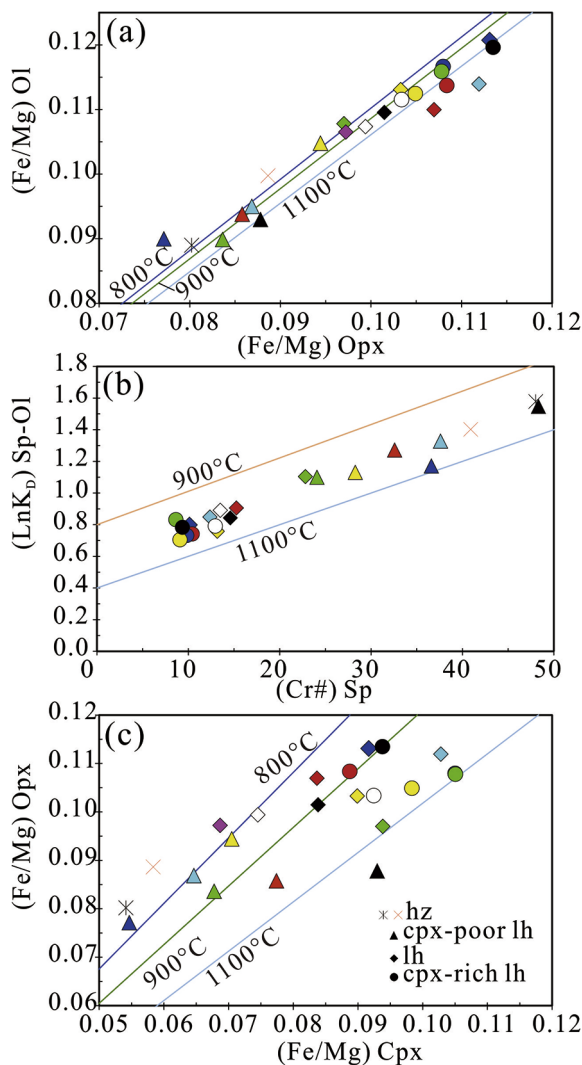 (a)
(Fe/Mg) Ol
0.12
0.11
0.10
0.09
0.08
800°C
900°C
1100°C
0.07 0.08 0.09 0.10 0.11 0.12
(Fe/Mg) Opx
(b)
(LnK_D) Sp-Ol
1.8
1.6
1.4
1.2
1.0
0.8
0.6
0.4
0.2
0.0
900°C
1100°C
0 10 20 30 40 50
(Cr#) Sp
(c)
(Fe/Mg) Opx
0.12
0.11
0.10
0.09
0.08
0.07
0.06
800°C
900°C
1100°C
hz
cpx-poor lh
lh
cpx-rich lh
0.05 0.06 0.07 0.08 0.09 0.10 0.11 0.12
(Fe/Mg) Cpx